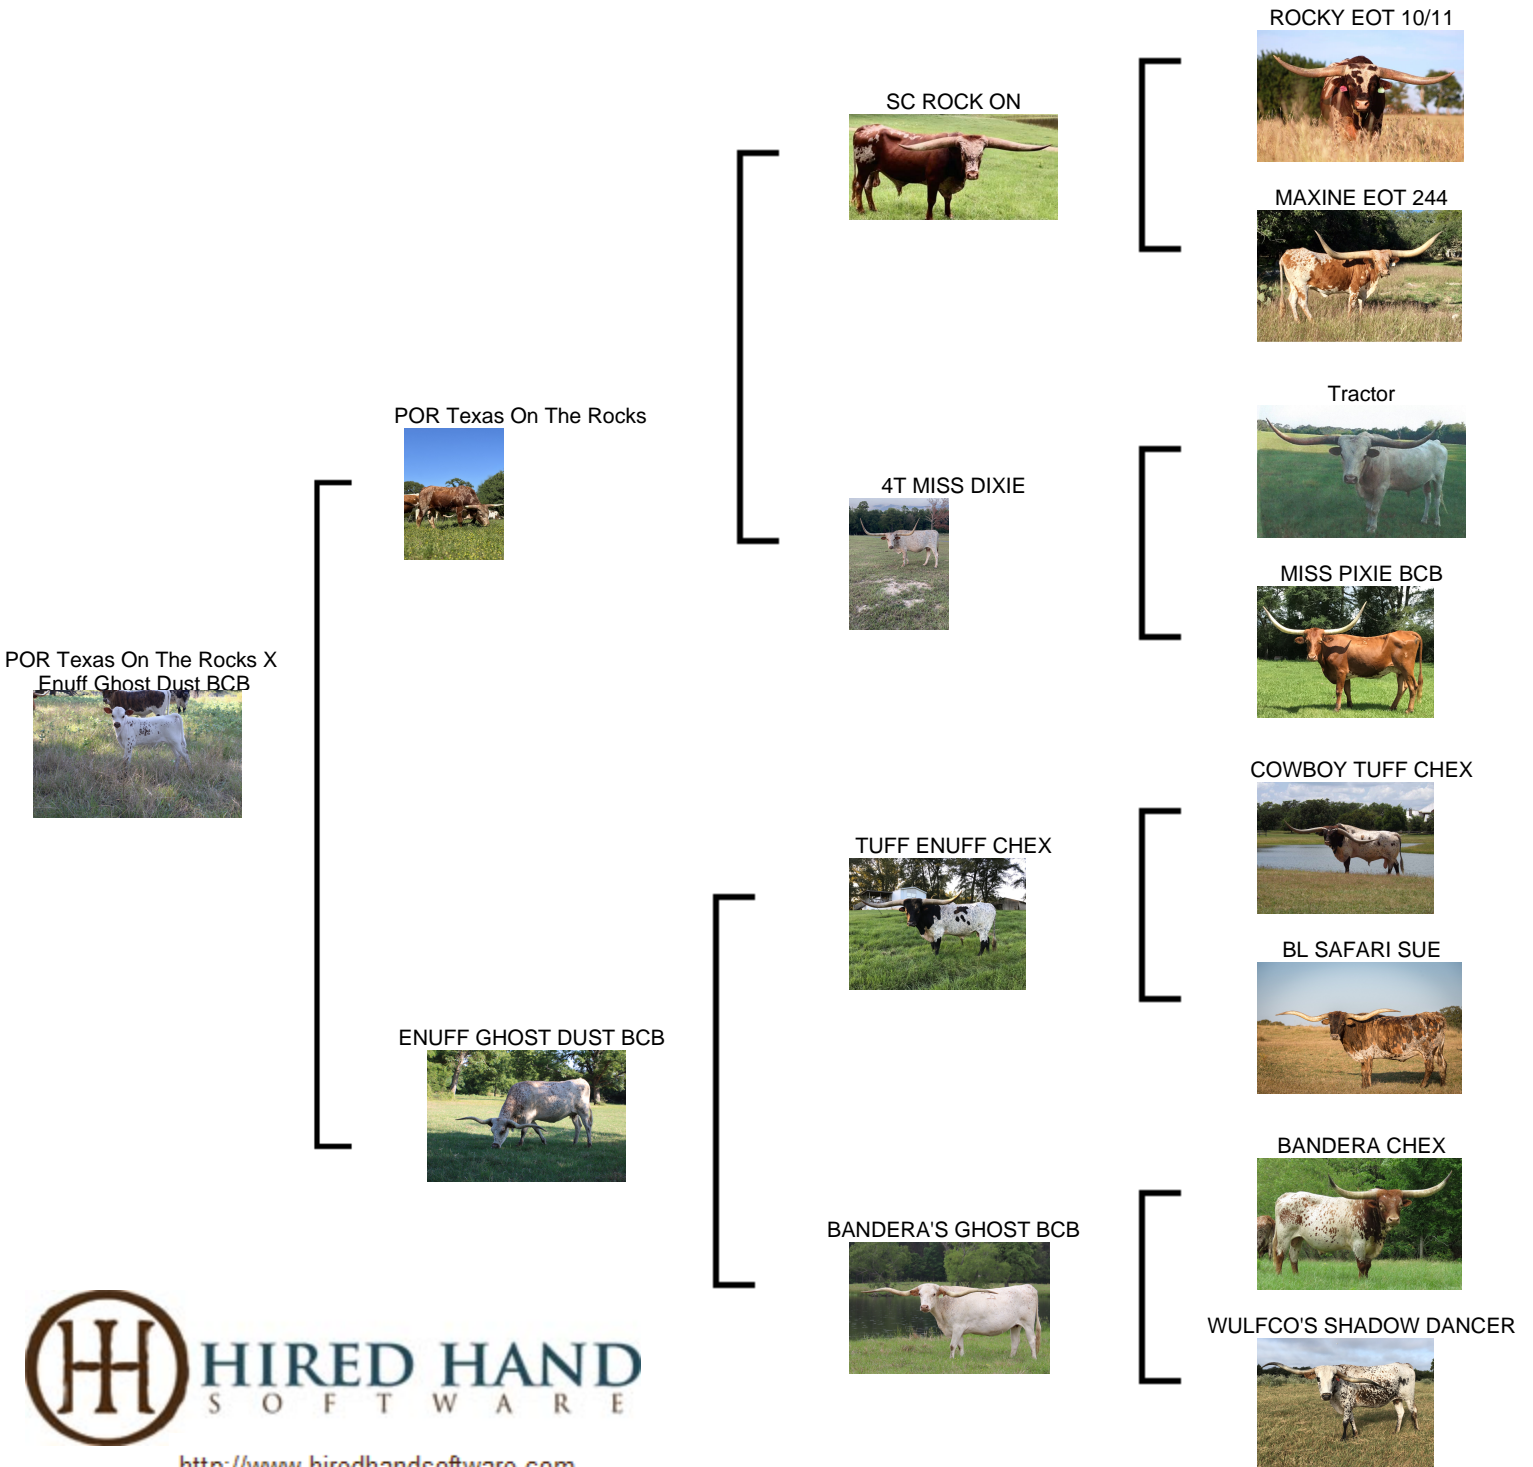 ROCKY EOT 10/11
SC ROCK ON
MAXINE EOT 244
Tractor
POR Texas On The Rocks
4T MISS DIXIE
MISS PIXIE BCB
POR Texas On The Rocks X
Enuff Ghost Dust BCB
COWBOY TUFF CHEX
TUFF ENUFF CHEX
BL SAFARI SUE
ENUFF GHOST DUST BCB
BANDERA CHEX
BANDERA'S GHOST BCB
WULFCO'S SHADOW DANCER
HIRED HAND
SOFTWARE
http://www.hiredhandsoftware.com